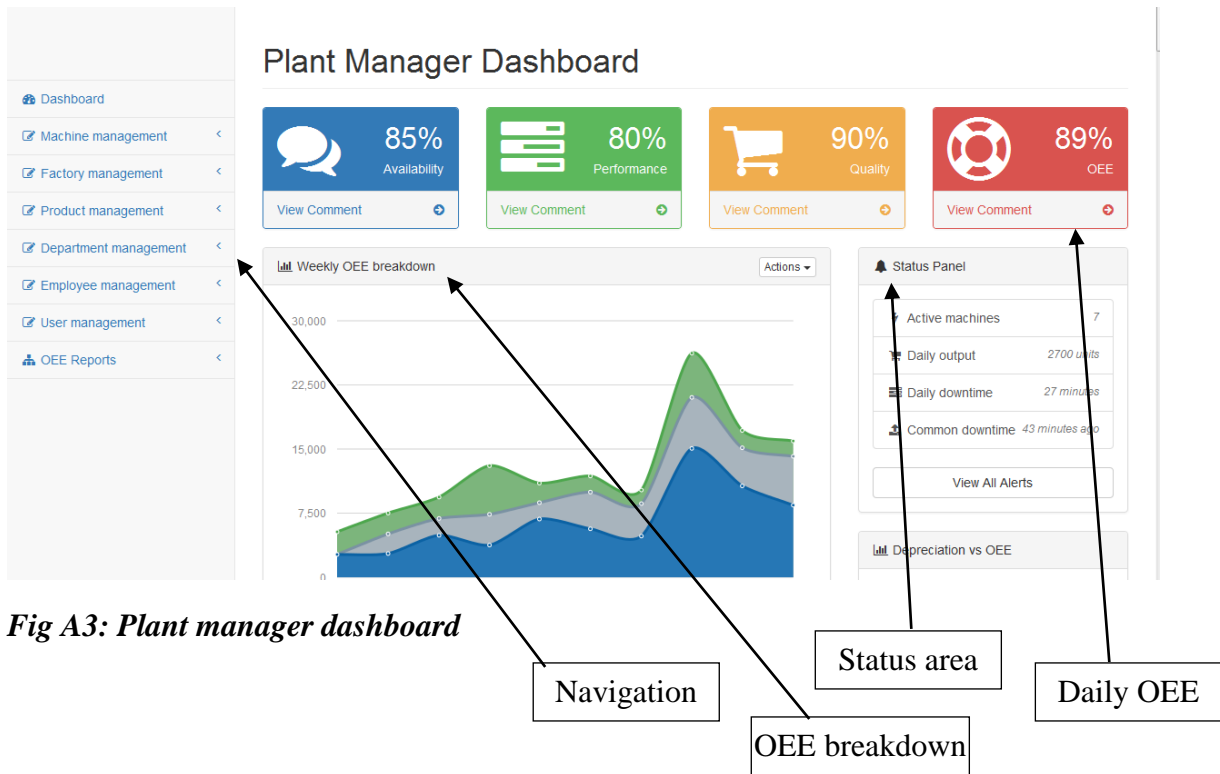 Plant Manager Dashboard
Dashboard
Machine management
Factory management
Product management
Department management
Employee management
User management
OEE Reports
85%
Availability
View Comment
80%
Performance
View Comment
90%
Quality
View Comment
89%
OEE
View Comment
Weekly OEE breakdown
Actions
30,000
22,500
15,000
7,500
0
Status Panel
Active machines 7
Daily output 2700 units
Daily downtime 27 minutes
Common downtime 43 minutes ago
View All Alerts
Depreciation vs OEE
Fig A3: Plant manager dashboard
Navigation
OEE breakdown
Status area
Daily OEE